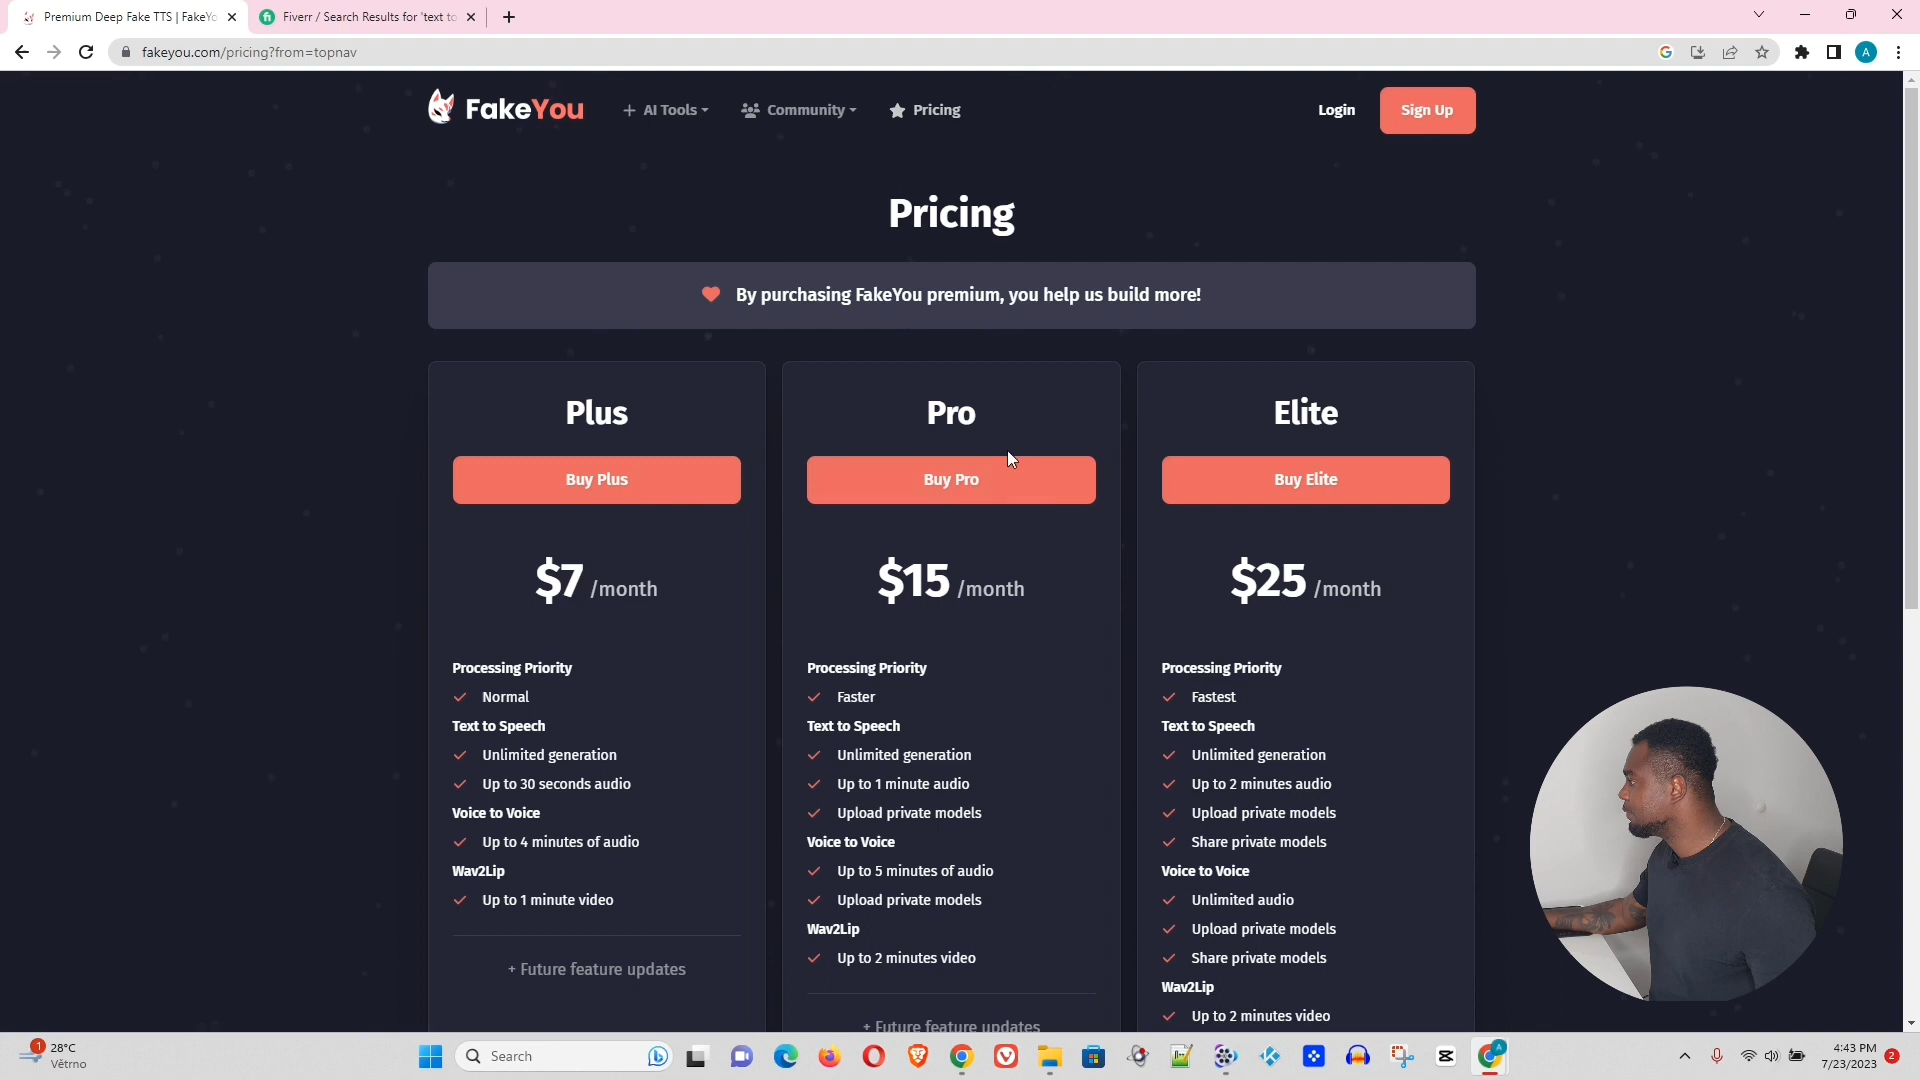 Premium Deep Fake TTS | FakeYo
Fiverr / Search Results for 'text to
fakeyou.com/pricing?from=topnav
A
FakeYou
AI Tools
Community
Pricing
Login
Sign Up
Pricing
By purchasing FakeYou premium, you help us build more!
Plus
Buy Plus
$7 /month
Processing Priority
Normal
Text to Speech
Unlimited generation
Up to 30 seconds audio
Voice to Voice
Up to 4 minutes of audio
Wav2Lip
Up to 1 minute video
+ Future feature updates
Pro
Buy Pro
$15 /month
Processing Priority
Faster
Text to Speech
Unlimited generation
Up to 1 minute audio
Upload private models
Voice to Voice
Up to 5 minutes of audio
Upload private models
Wav2Lip
Up to 2 minutes video
+ Future feature updates
Elite
Buy Elite
$25 /month
Processing Priority
Fastest
Text to Speech
Unlimited generation
Up to 2 minutes audio
Upload private models
Share private models
Voice to Voice
Unlimited audio
Upload private models
Share private models
Wav2Lip
Up to 2 minutes video
1
28°C
Větrno
Search
4:43 PM
7/23/2023
2